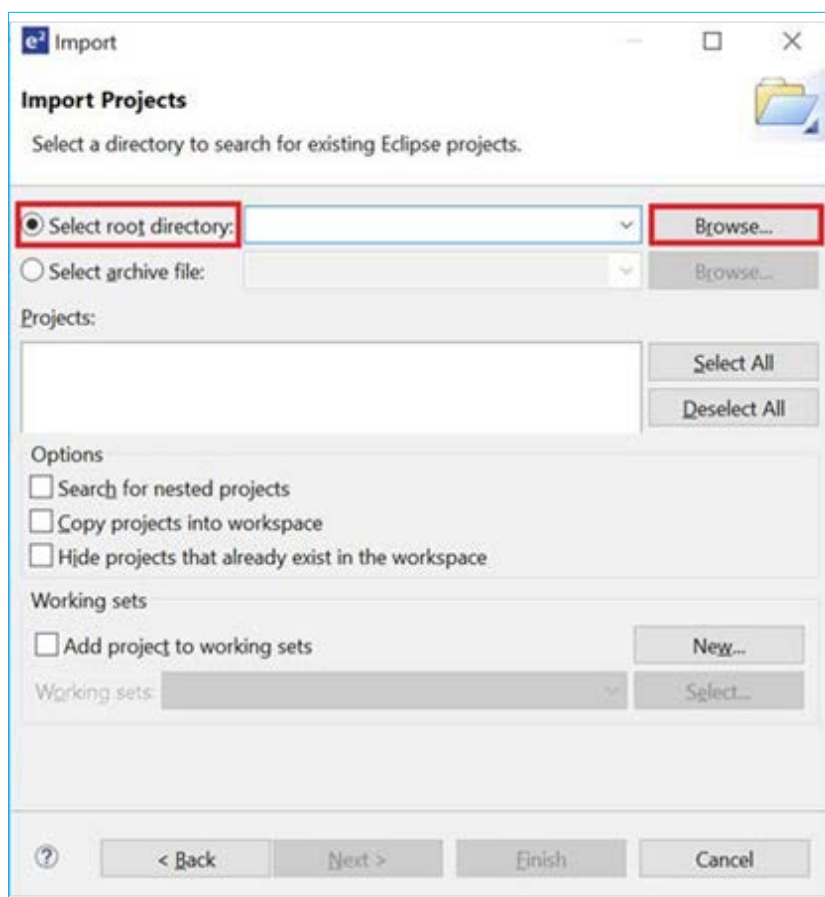 e² Import
Import Projects
Select a directory to search for existing Eclipse projects.
Select root directory: Browse...
Select archive file: Browse...
Projects:
Select All
Deselect All
Options
Search for nested projects
Copy projects into workspace
Hide projects that already exist in the workspace
Working sets
Add project to working sets New...
Working sets: Select...
? < Back Next > Finish Cancel